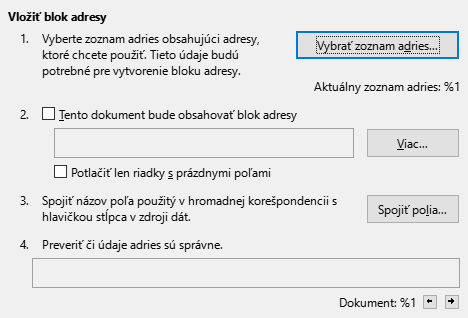 Vložiť blok adresy
1. Vyberte zoznam adries obsahujúci adresy,
ktoré chcete použiť. Tieto údaje budú
potrebné pre vytvorenie bloku adresy.
Vybrať zoznam adries...
Aktuálny zoznam adries: %1
2. Tento dokument bude obsahovať blok adresy
Viac...
Potlačiť len riadky s prázdnymi poľami
3. Spojiť názov poľa použitý v hromadnej korešpondencii s
hlavičkou stĺpca v zdroji dát.
Spojiť polia...
4. Preveriť či údaje adries sú správne.
Dokument: %1